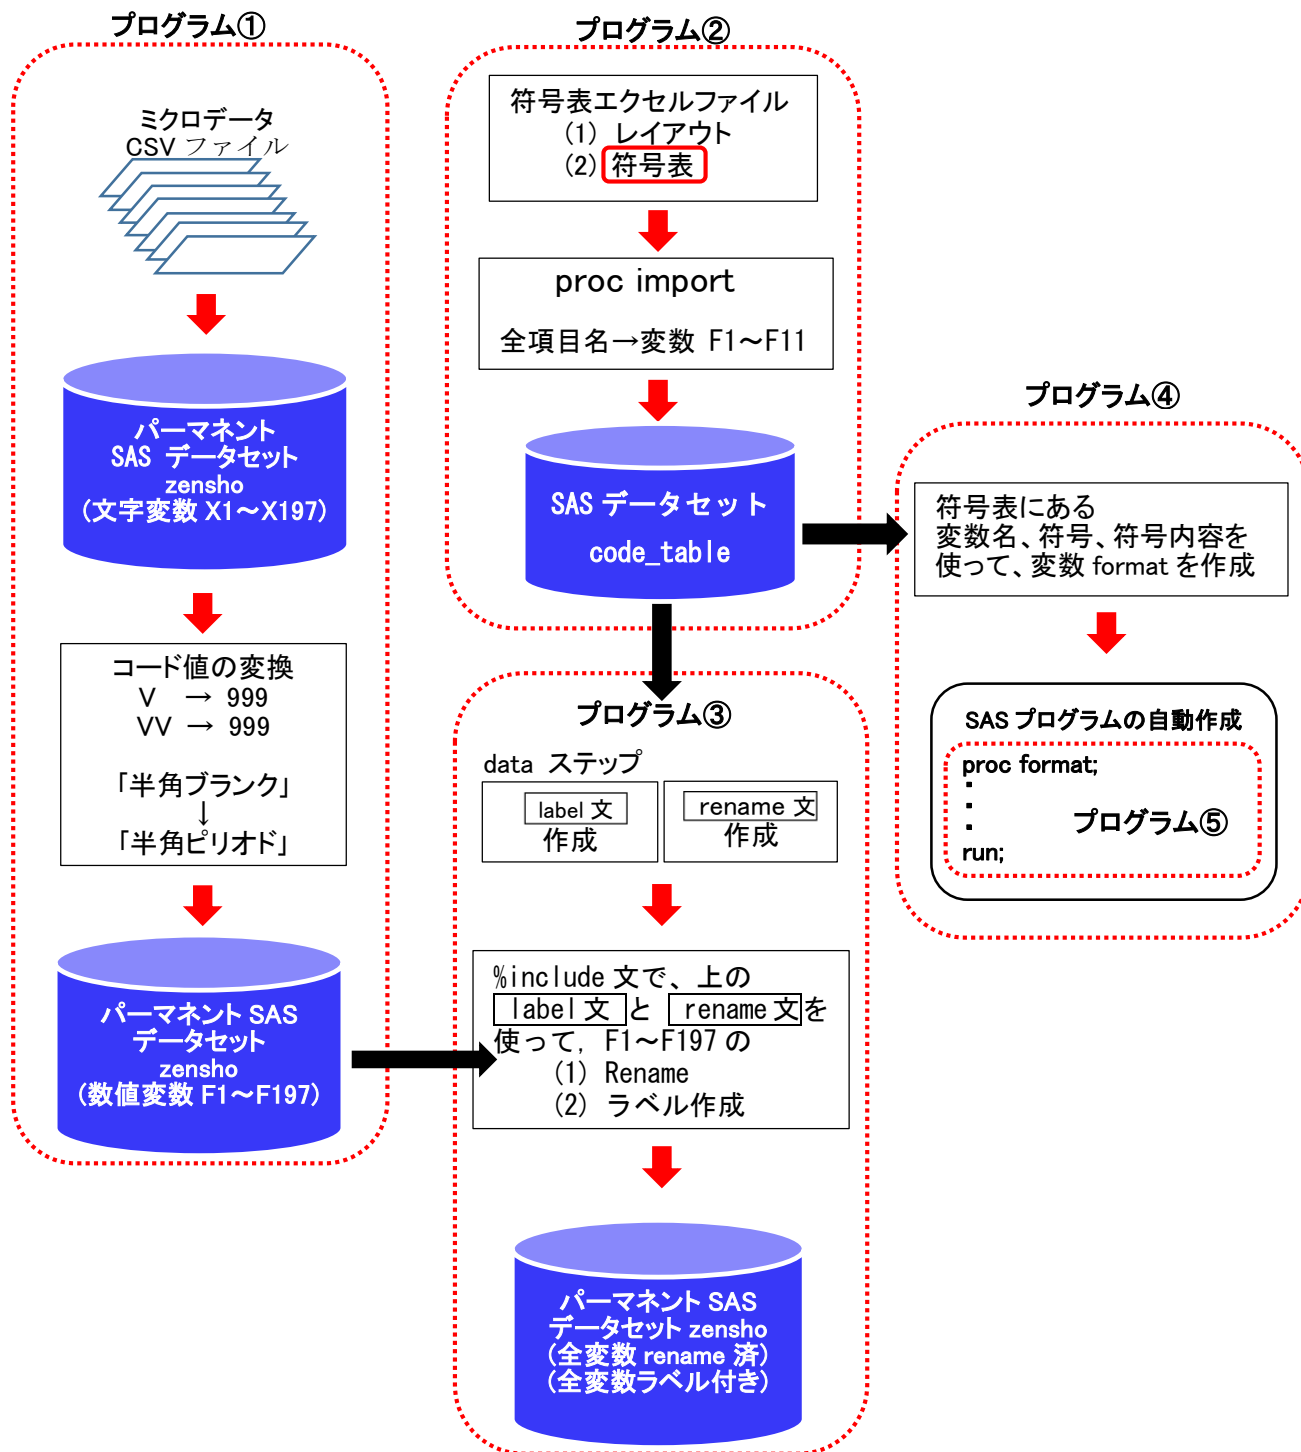 プログラム①
ミクロデータ
CSV ファイル
パーマネント
SAS データセット
zensho
(文字変数 X1～X197)
コード値の変換
V → 999
VV → 999
「半角ブランク」
↓
「半角ピリオド」
パーマネント SAS
データセット
zensho
(数値変数 F1～F197)
プログラム②
符号表エクセルファイル
(1) レイアウト
(2) 符号表
proc import
全項目名→変数 F1～F11
SAS データセット
code_table
プログラム③
data ステップ
label 文
作成
rename 文
作成
%include 文で、上の
label 文 と rename 文 を
使って, F1～F197 の
(1) Rename
(2) ラベル作成
パーマネント SAS
データセット zensho
(全変数 rename 済)
(全変数ラベル付き)
プログラム④
符号表にある
変数名、符号、符号内容を
使って、変数 format を作成
SAS プログラムの自動作成
proc format;
・
・
・ プログラム⑤
run;